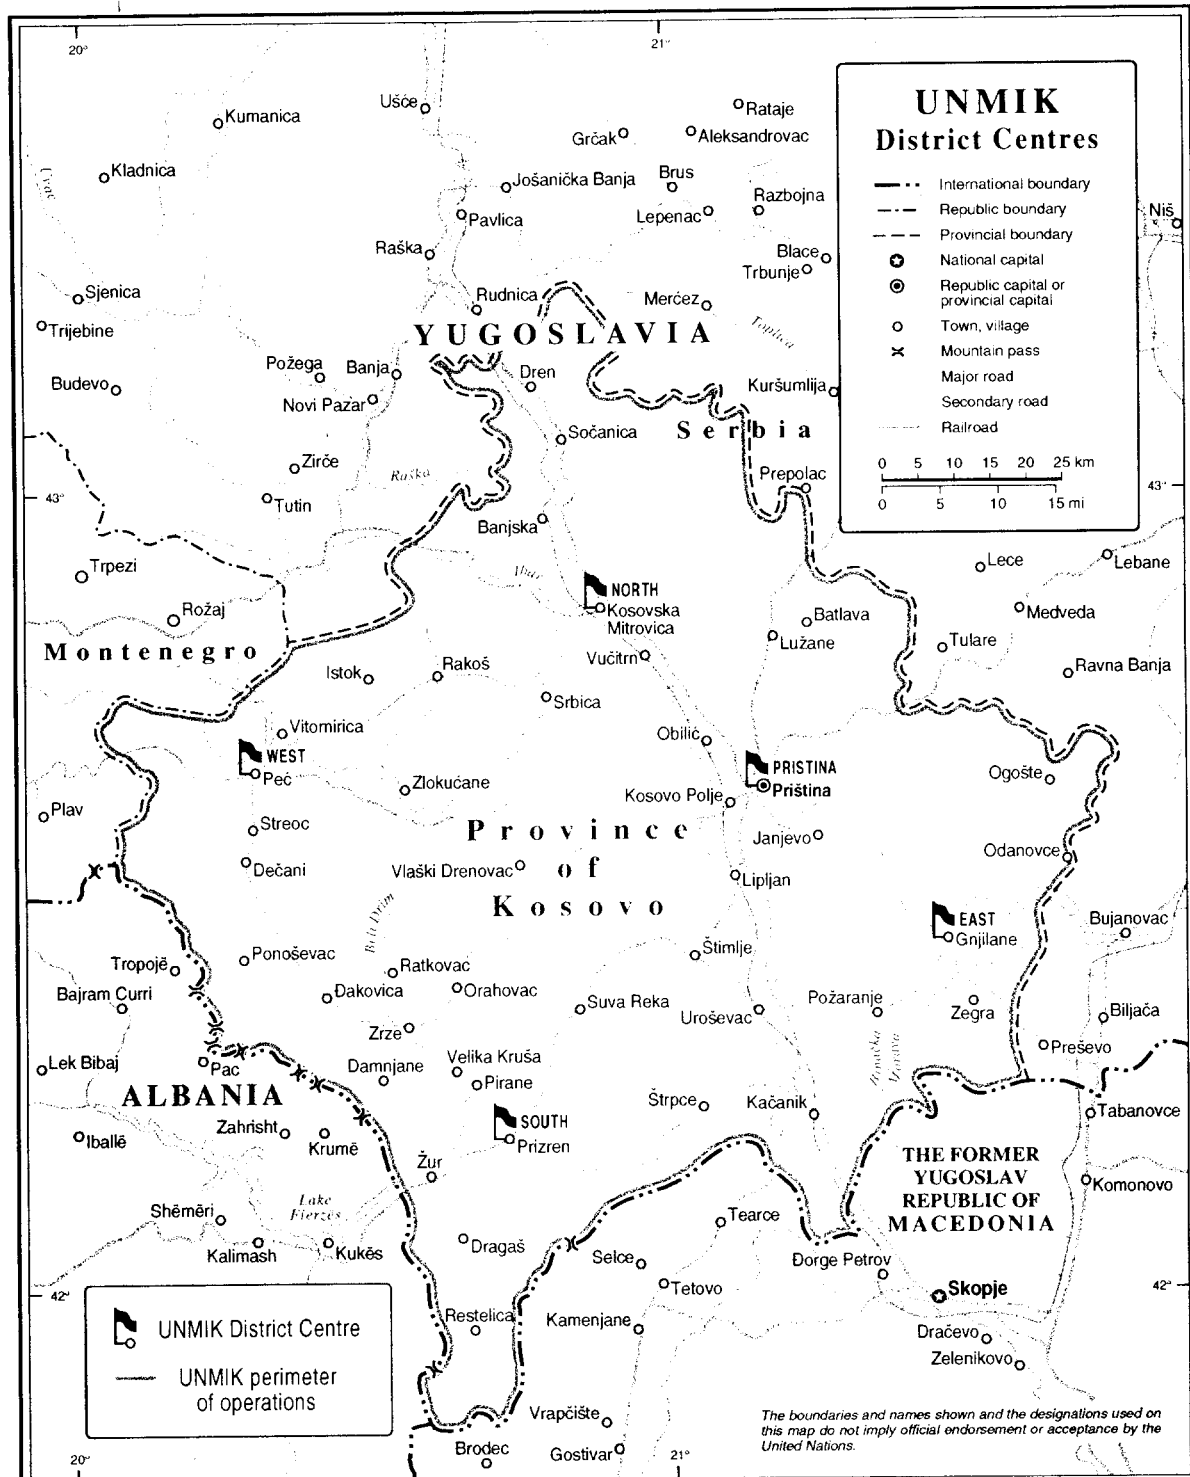 20°
21°
UNMIK
District Centres
International boundary
Republic boundary
Provincial boundary
National capital
Republic capital or
provincial capital
Town, village
Mountain pass
Major road
Secondary road
Railroad
0 5 10 15 20 25 km
0 5 10 15 mi
Ušće
Kumanica
Rataje
Grčak
Aleksandrovac
Kladnica
Uvac
Jošanička Banja
Brus
Razbojna
Pavlica
Lepenac
Niš
Raška
Blace
Trbunje
Sjenica
Rudnica
Merćez
Trijebine
YUGOSLAVIA
Toplica
Požega
Banja
Dren
Budevo
Kuršumlija
Novi Pazar
Sočanica
Serbia
Zirče
Raška
Prepolac
43°
43°
Tutin
Banjska
Trpezi
Lece
Lebane
Ibar
NORTH
Kosovska
Mitrovica
Rožaj
Batlava
Medveda
Lužane
Tulare
Montenegro
Vučitrn
Istok
Rakoš
Ravna Banja
Srbica
Vitomirica
Obilić
WEST
Peć
PRISTINA
Priština
Zlokućane
Ogošte
Kosovo Polje
Plav
Streoc
Province
of
Kosovo
Janjevo
Odanovce
Dečani
Vlaški Drenovac
Lipljan
Beli Drim
EAST
Gnjilane
Bujanovac
Štimlje
Ponoševac
Tropojë
Ratkovac
Bajram Curri
Đakovica
Orahovac
Suva Reka
Požaranje
Uroševac
Zegra
Biljača
Zrze
Preševo
Lek Bibaj
Pac
Velika Kruša
Damnjane
Pirane
ALBANIA
Štrpce
Kačanik
Tabanovce
SOUTH
Prizren
Zahrisht
Iballë
Krumë
THE FORMER
YUGOSLAV
REPUBLIC OF
MACEDONIA
Žur
Komonovo
Lake
Fierzës
Shëmëri
Tearce
Kalimash
Kukës
Dragaš
Selce
Đorge Petrov
Tetovo
42°
42°
Skopje
UNMIK District Centre
UNMIK perimeter
of operations
Restelica
Kamenjane
Dračevo
Zelenikovo
Vrapčište
Brodec
Gostivar
The boundaries and names shown and the designations used on
this map do not imply official endorsement or acceptance by the
United Nations.
20°
21°